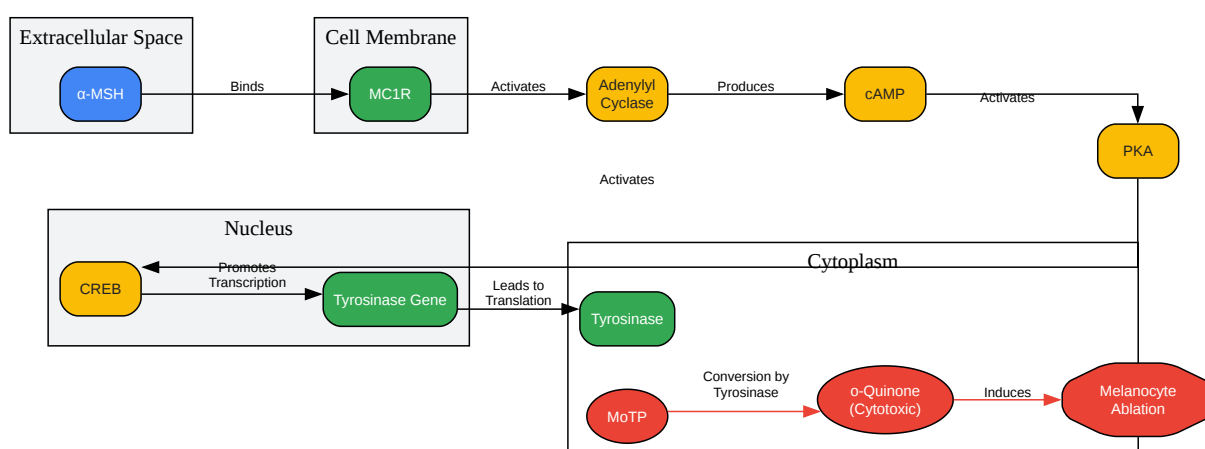 Extracellular Space
Cell Membrane
α-MSH
Binds
MC1R
Activates
Adenylyl
Cyclase
Produces
cAMP
Activates
PKA
Activates
Nucleus
Cytoplasm
CREB
Promotes
Transcription
Tyrosinase Gene
Leads to
Translation
Tyrosinase
MoTP
Conversion by
Tyrosinase
o-Quinone
(Cytotoxic)
Induces
Melanocyte
Ablation